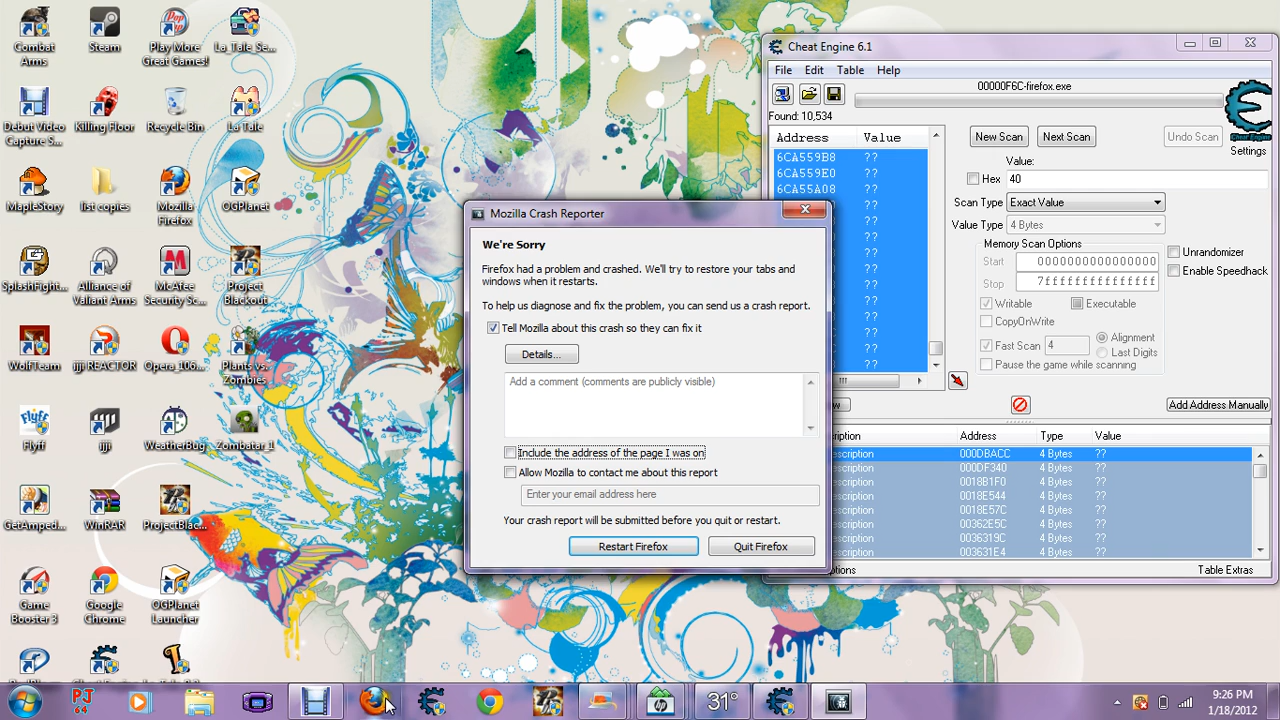 Combat
Arms
Steam
Play More
Great Games!
La_Tale_Se...
Debut Video
Capture S...
Killing Floor
Recycle Bin
La Tale
MapleStory
list copies
Mozilla
Firefox
OGPlanet
SplashFight...
Alliance of
Valiant Arms
McAfee
Security Sc...
Project
Blackout
WolfTeam
ijji REACTOR
Opera_106...
Plants vs.
Zombies
Flyff
ijji
WeatherBug
Zombatar_1
GetAmped...
WinRAR
ProjectBlac...
Game
Booster 3
Google
Chrome
OGPlanet
Launcher
Cheat Engine 6.1
File Edit Table Help
00000F6C-firefox.exe
Found: 10,534
Cheat Engine
Settings
Address Value
6CA559B8 ??
6CA559E0 ??
6CA55A08 ??
??
??
??
??
??
??
??
??
??
??
New Scan Next Scan Undo Scan
Value:
Hex 40
Scan Type Exact Value
Value Type 4 Bytes
Memory Scan Options
Start 0000000000000000
Stop 7fffffffffffffff
Writable Executable
CopyOnWrite
Fast Scan 4 Alignment
Last Digits
Pause the game while scanning
Unrandomizer
Enable Speedhack
Add Address Manually
Address Type Value
000DBACC 4 Bytes ??
000DF340 4 Bytes ??
0018B1F0 4 Bytes ??
0018E544 4 Bytes ??
0018E57C 4 Bytes ??
00362E5C 4 Bytes ??
0036319C 4 Bytes ??
003631E4 4 Bytes ??
Table Extras
Mozilla Crash Reporter
We're Sorry
Firefox had a problem and crashed. We'll try to restore your tabs and
windows when it restarts.
To help us diagnose and fix the problem, you can send us a crash report.
Tell Mozilla about this crash so they can fix it
Details...
Add a comment (comments are publicly visible)
Include the address of the page I was on
Allow Mozilla to contact me about this report
Enter your email address here
Your crash report will be submitted before you quit or restart.
Restart Firefox Quit Firefox
PJ
64
hp
31°
9:26 PM
1/18/2012